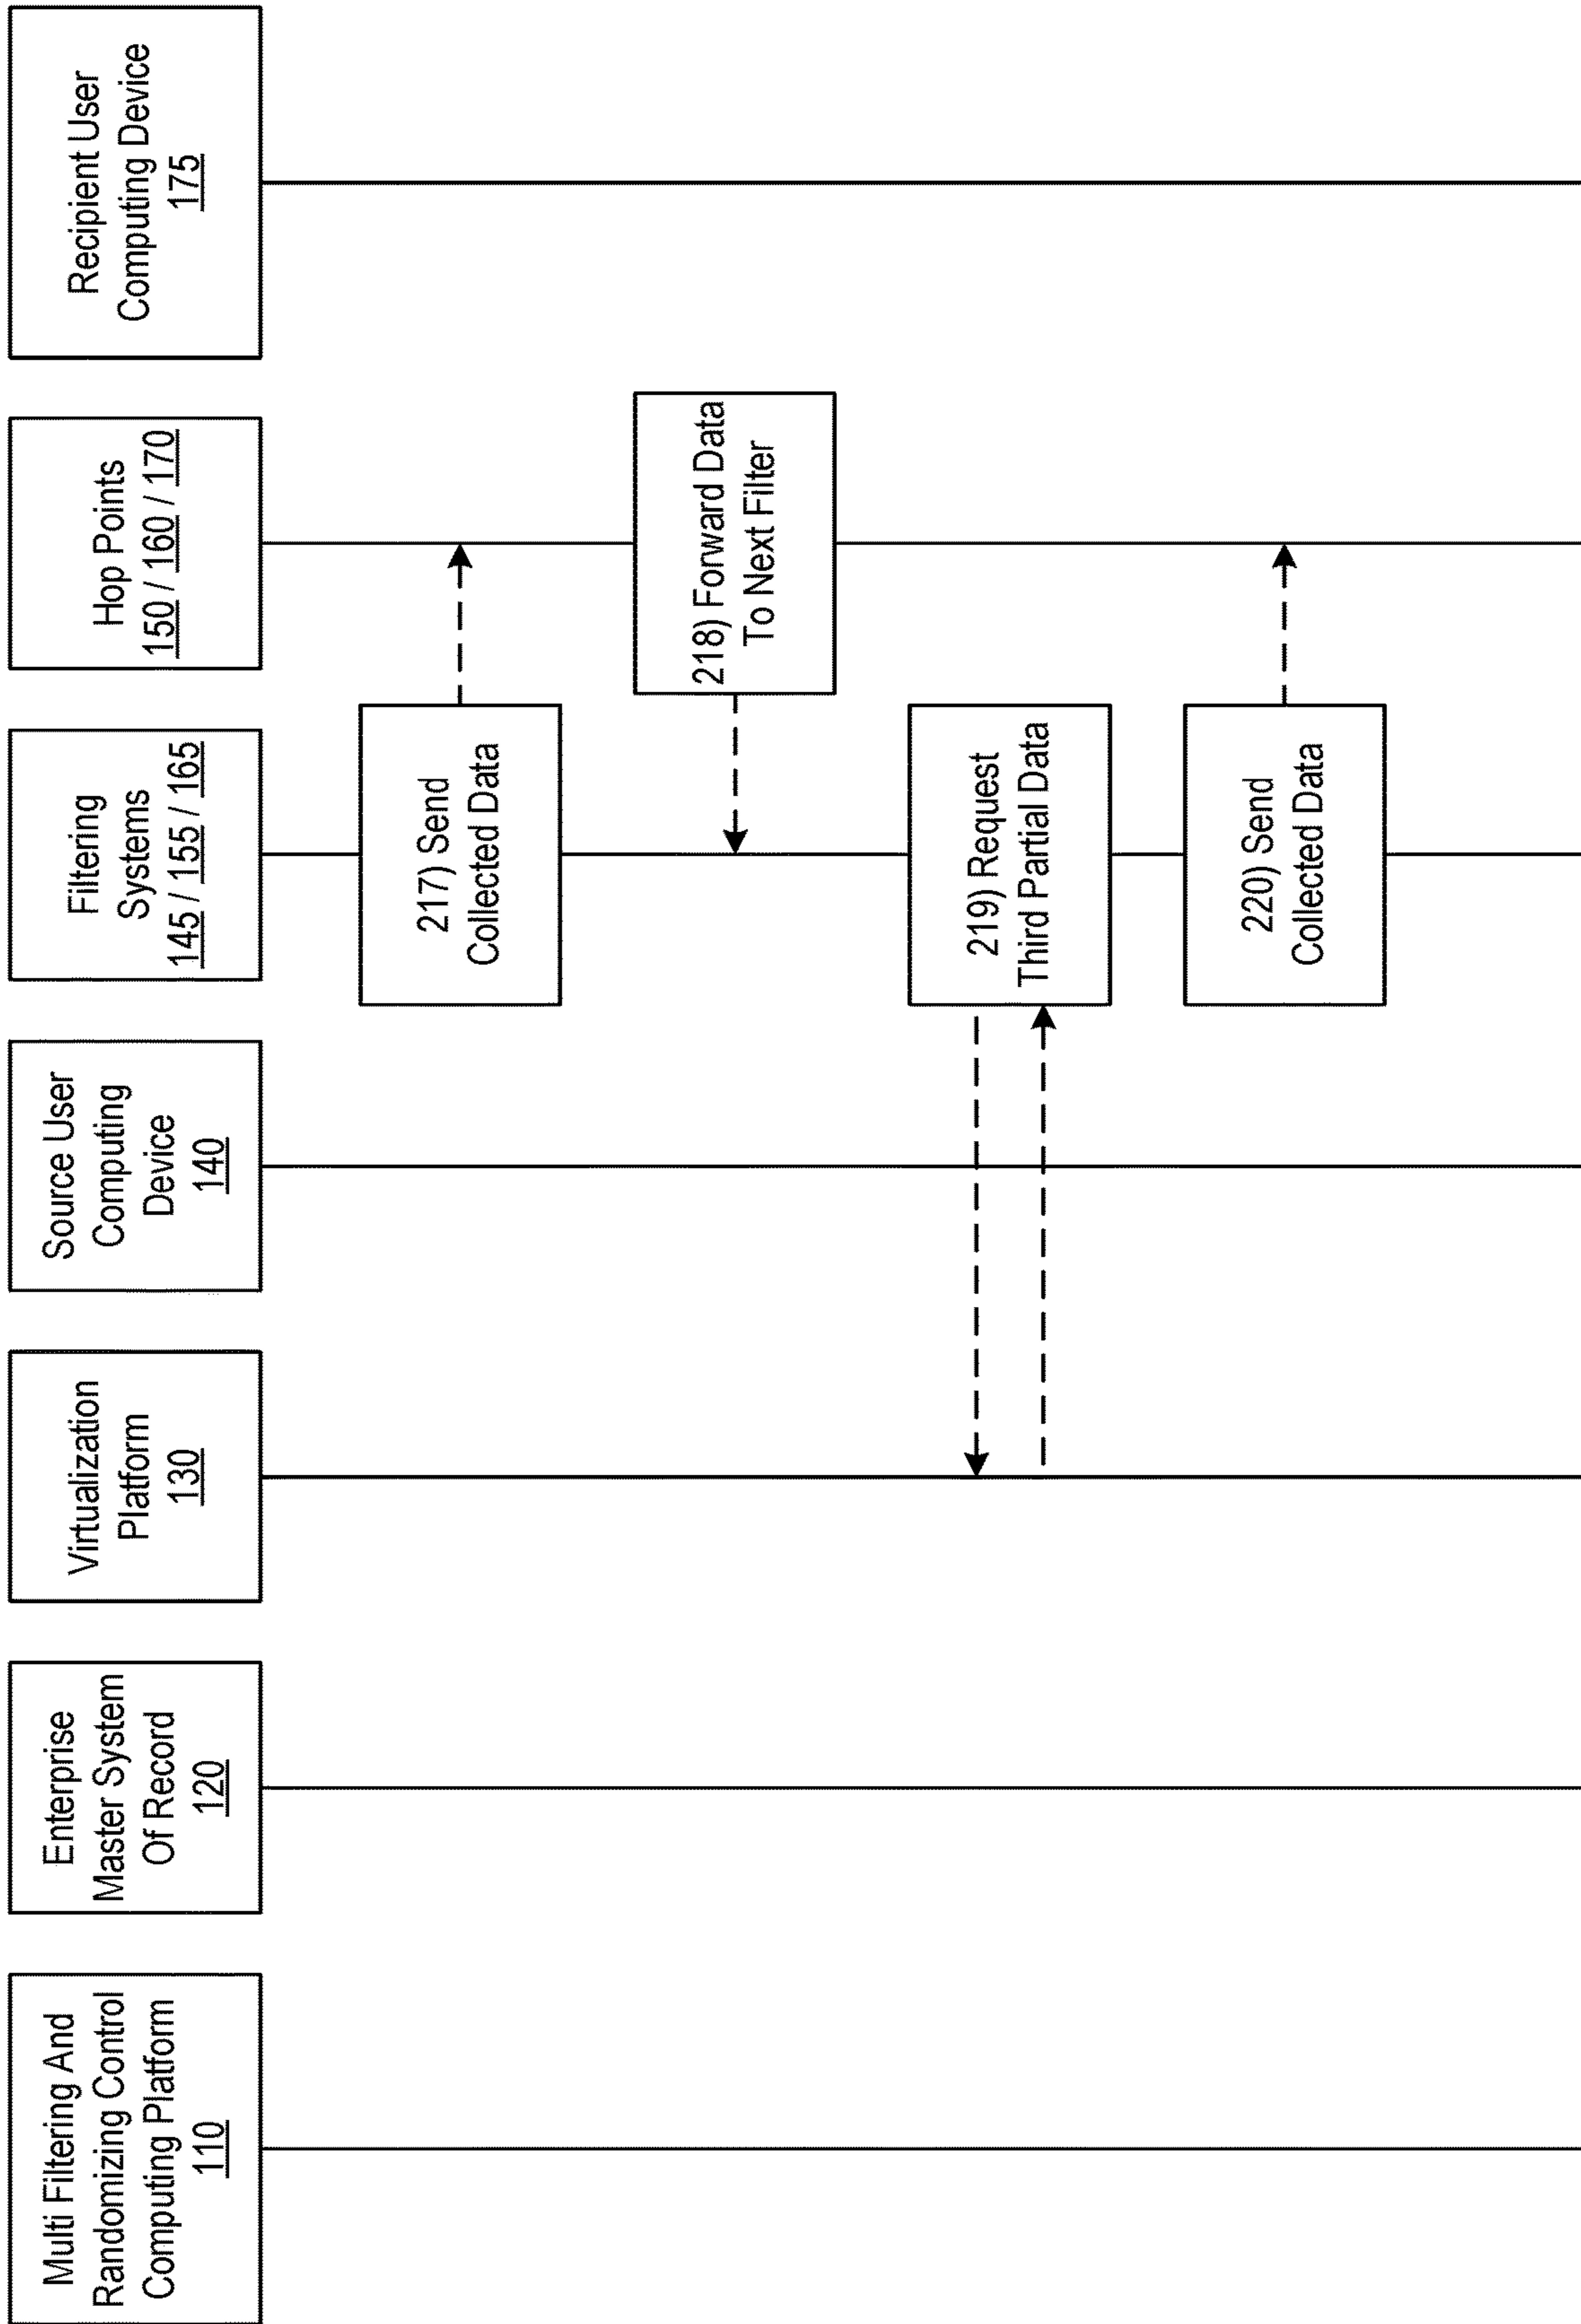 Multi Filtering And
Randomizing Control
Computing Platform
110
Enterprise
Master System
Of Record
120
Virtualization
Platform
130
Source User
Computing
Device
140
Filtering
Systems
145 / 155 / 165
Hop Points
150 / 160 / 170
Recipient User
Computing Device
175
217) Send
Collected Data
218) Forward Data
To Next Filter
219) Request
Third Partial Data
220) Send
Collected Data